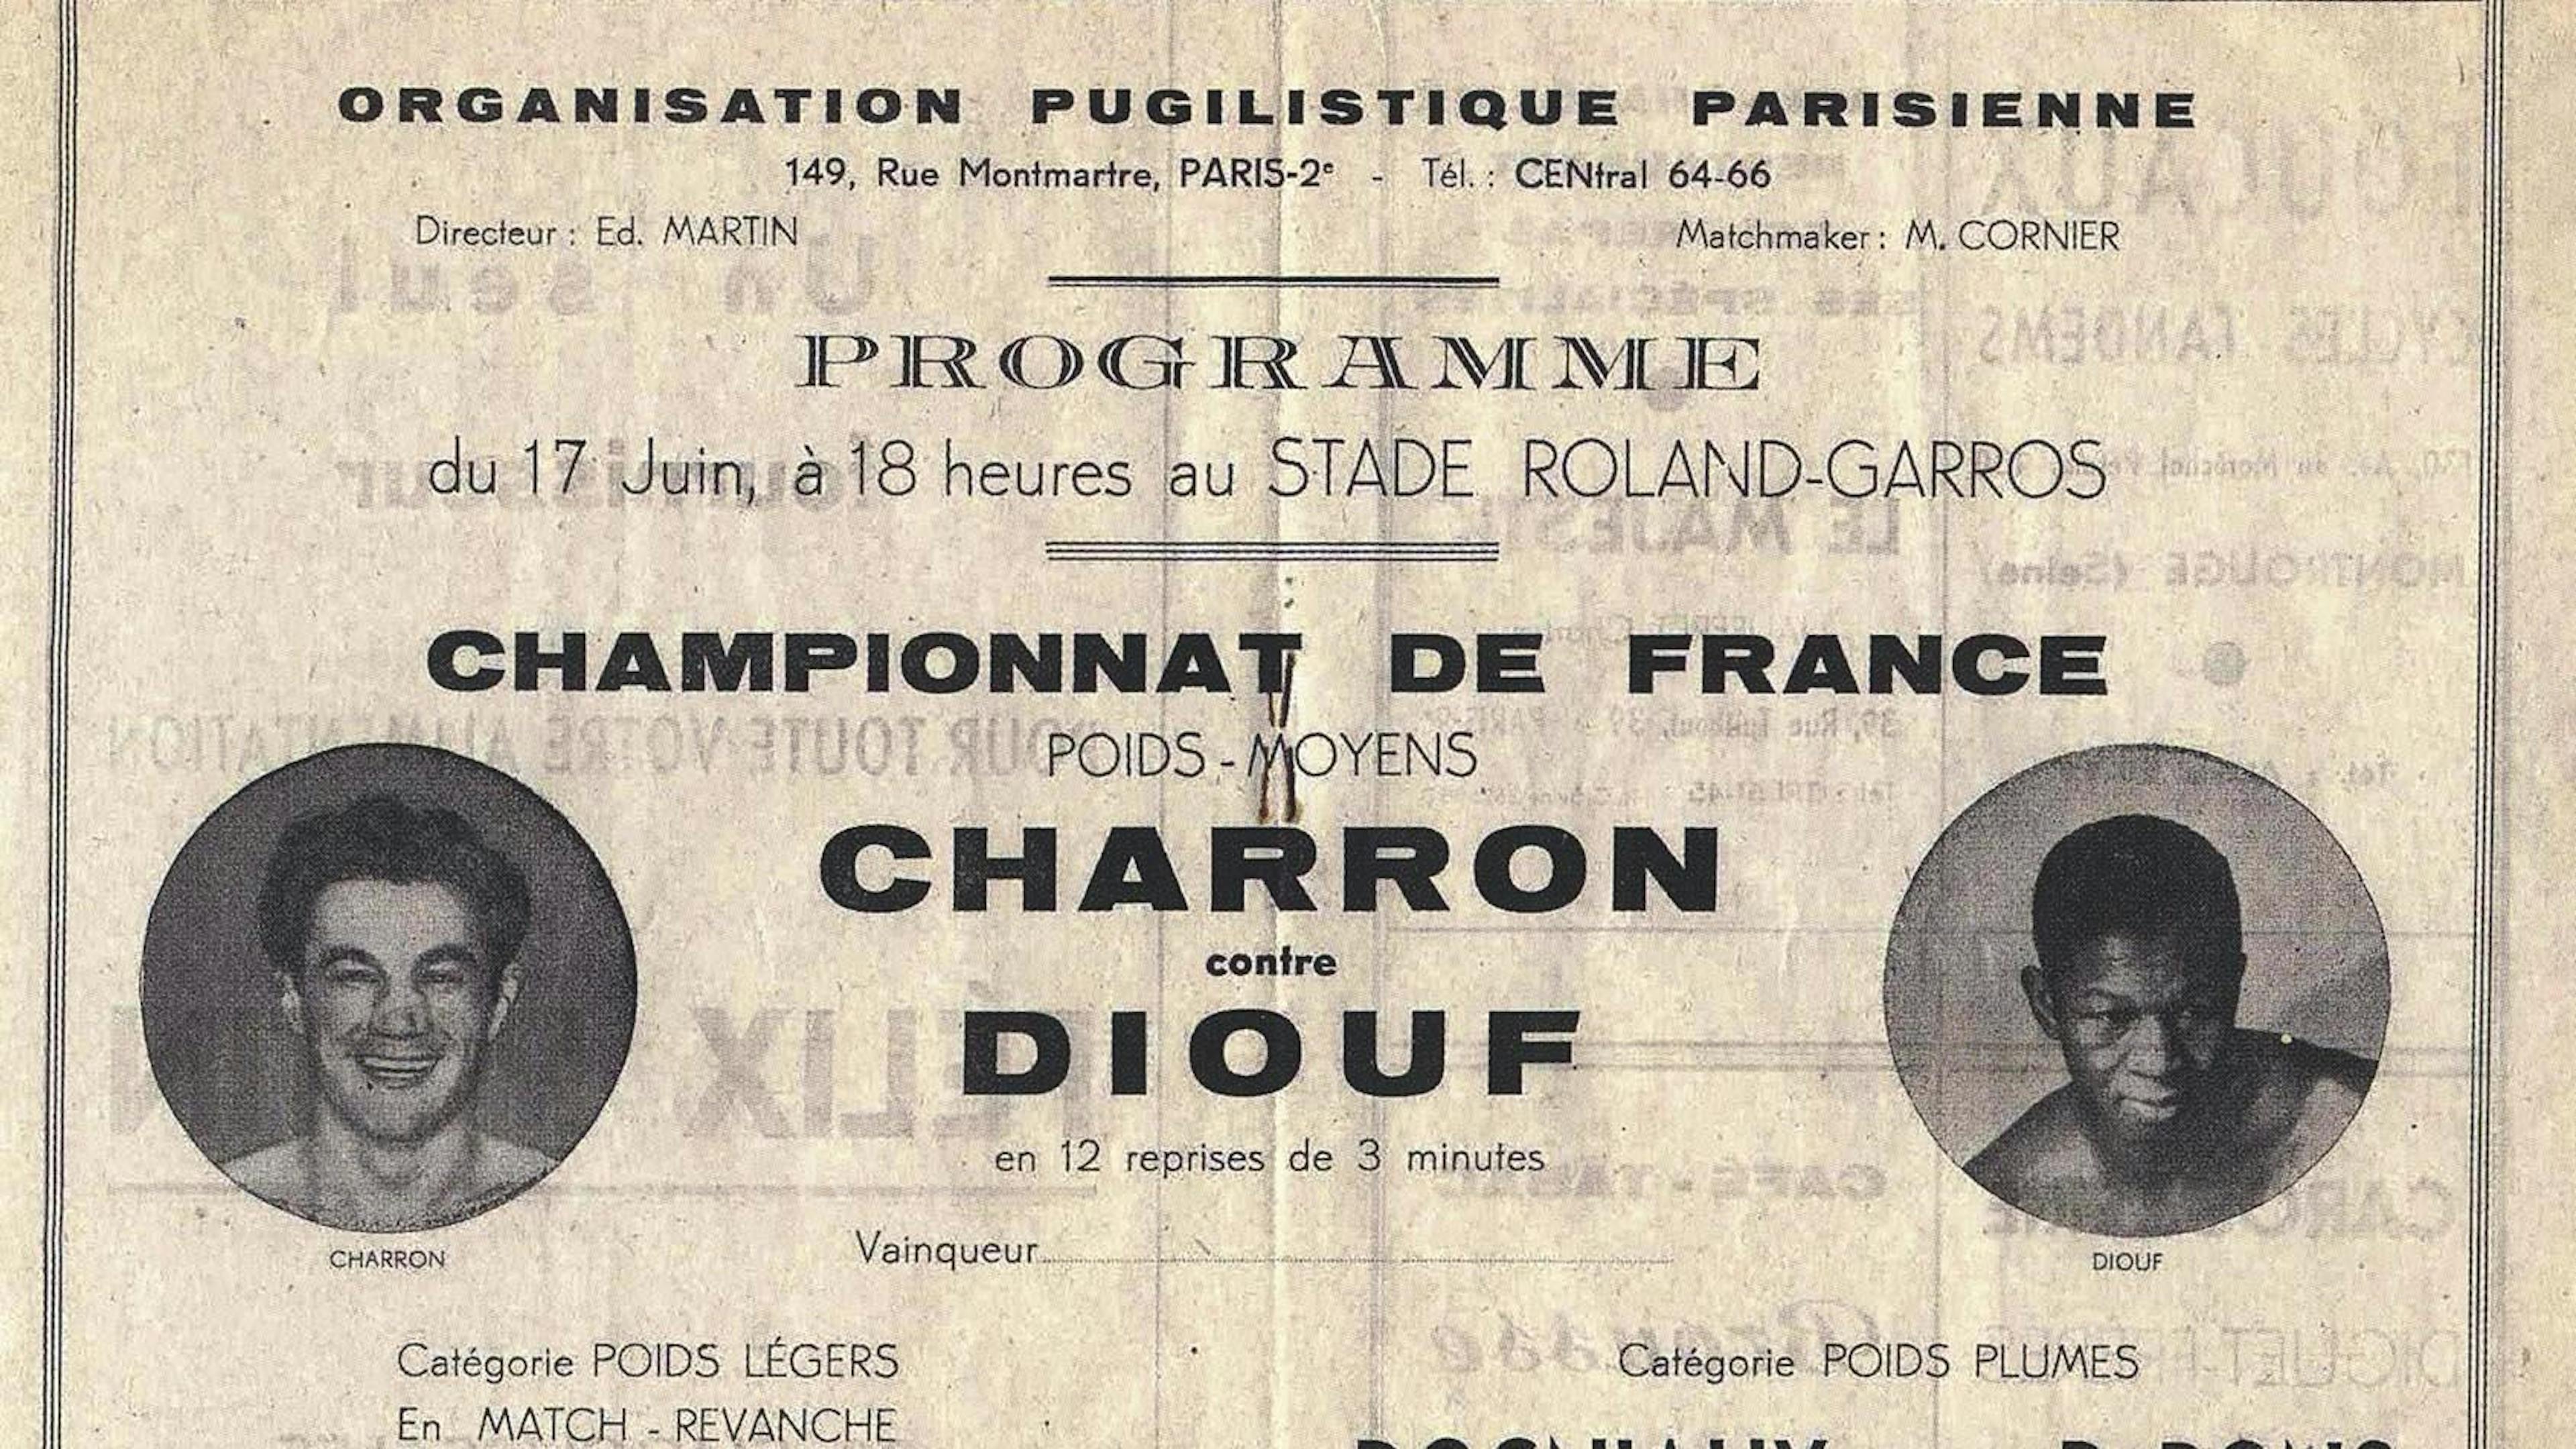 ORGANISATION PUGILISTIQUE PARISIENNE
149, Rue Montmartre, PARIS-2e - Tél. : CENtral 64-66
Directeur : Ed. MARTIN
Matchmaker : M. CORNIER
PROGRAMME
du 17 Juin, à 18 heures au STADE ROLAND-GARROS
CHAMPIONNAT DE FRANCE
POIDS - MOYENS
CHARRON
contre
DIOUF
en 12 reprises de 3 minutes
Vainqueur
CHARRON
DIOUF
Catégorie POIDS LÉGERS
En MATCH - REVANCHE
Catégorie POIDS PLUMES